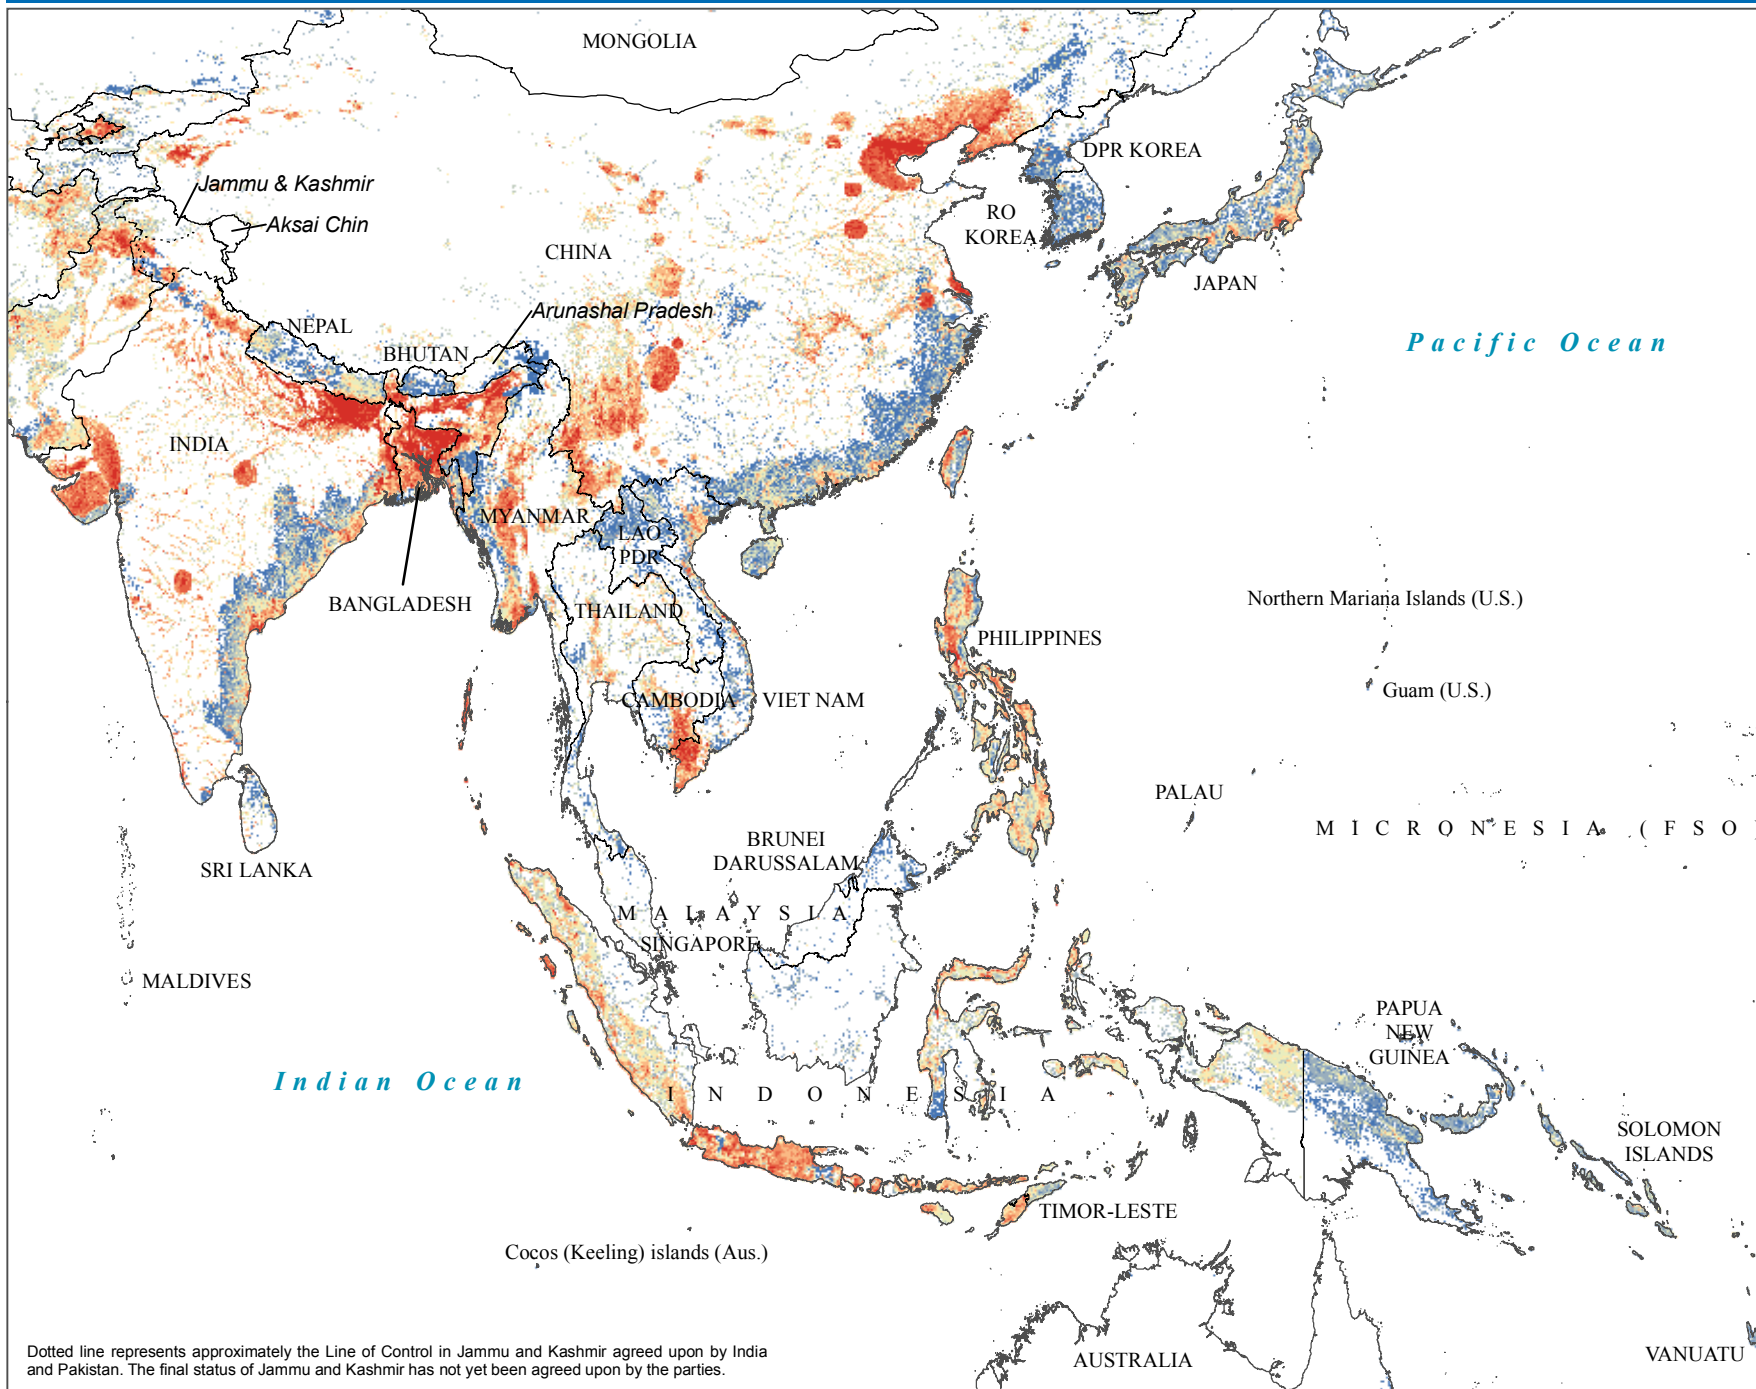 MONGOLIA
DPR KOREA
Jammu & Kashmir
Aksai Chin
RO
KOREA
CHINA
JAPAN
Arunashal Pradesh
NEPAL
Pacific Ocean
BHUTAN
INDIA
MYANMAR
LAO
PDR
BANGLADESH
THAILAND
Northern Mariana Islands (U.S.)
PHILIPPINES
Guam (U.S.)
CAMBODIA
VIET NAM
PALAU
MICRONESIA (FSO
BRUNEI
DARUSSALAM
SRI LANKA
MALAYSIA
SINGAPORE
MALDIVES
PAPUA
NEW
GUINEA
Indian Ocean
INDONESIA
SOLOMON
ISLANDS
TIMOR-LESTE
Cocos (Keeling) islands (Aus.)
Dotted line represents approximately the Line of Control in Jammu and Kashmir agreed upon by India
and Pakistan. The final status of Jammu and Kashmir has not yet been agreed upon by the parties.
AUSTRALIA
VANUATU